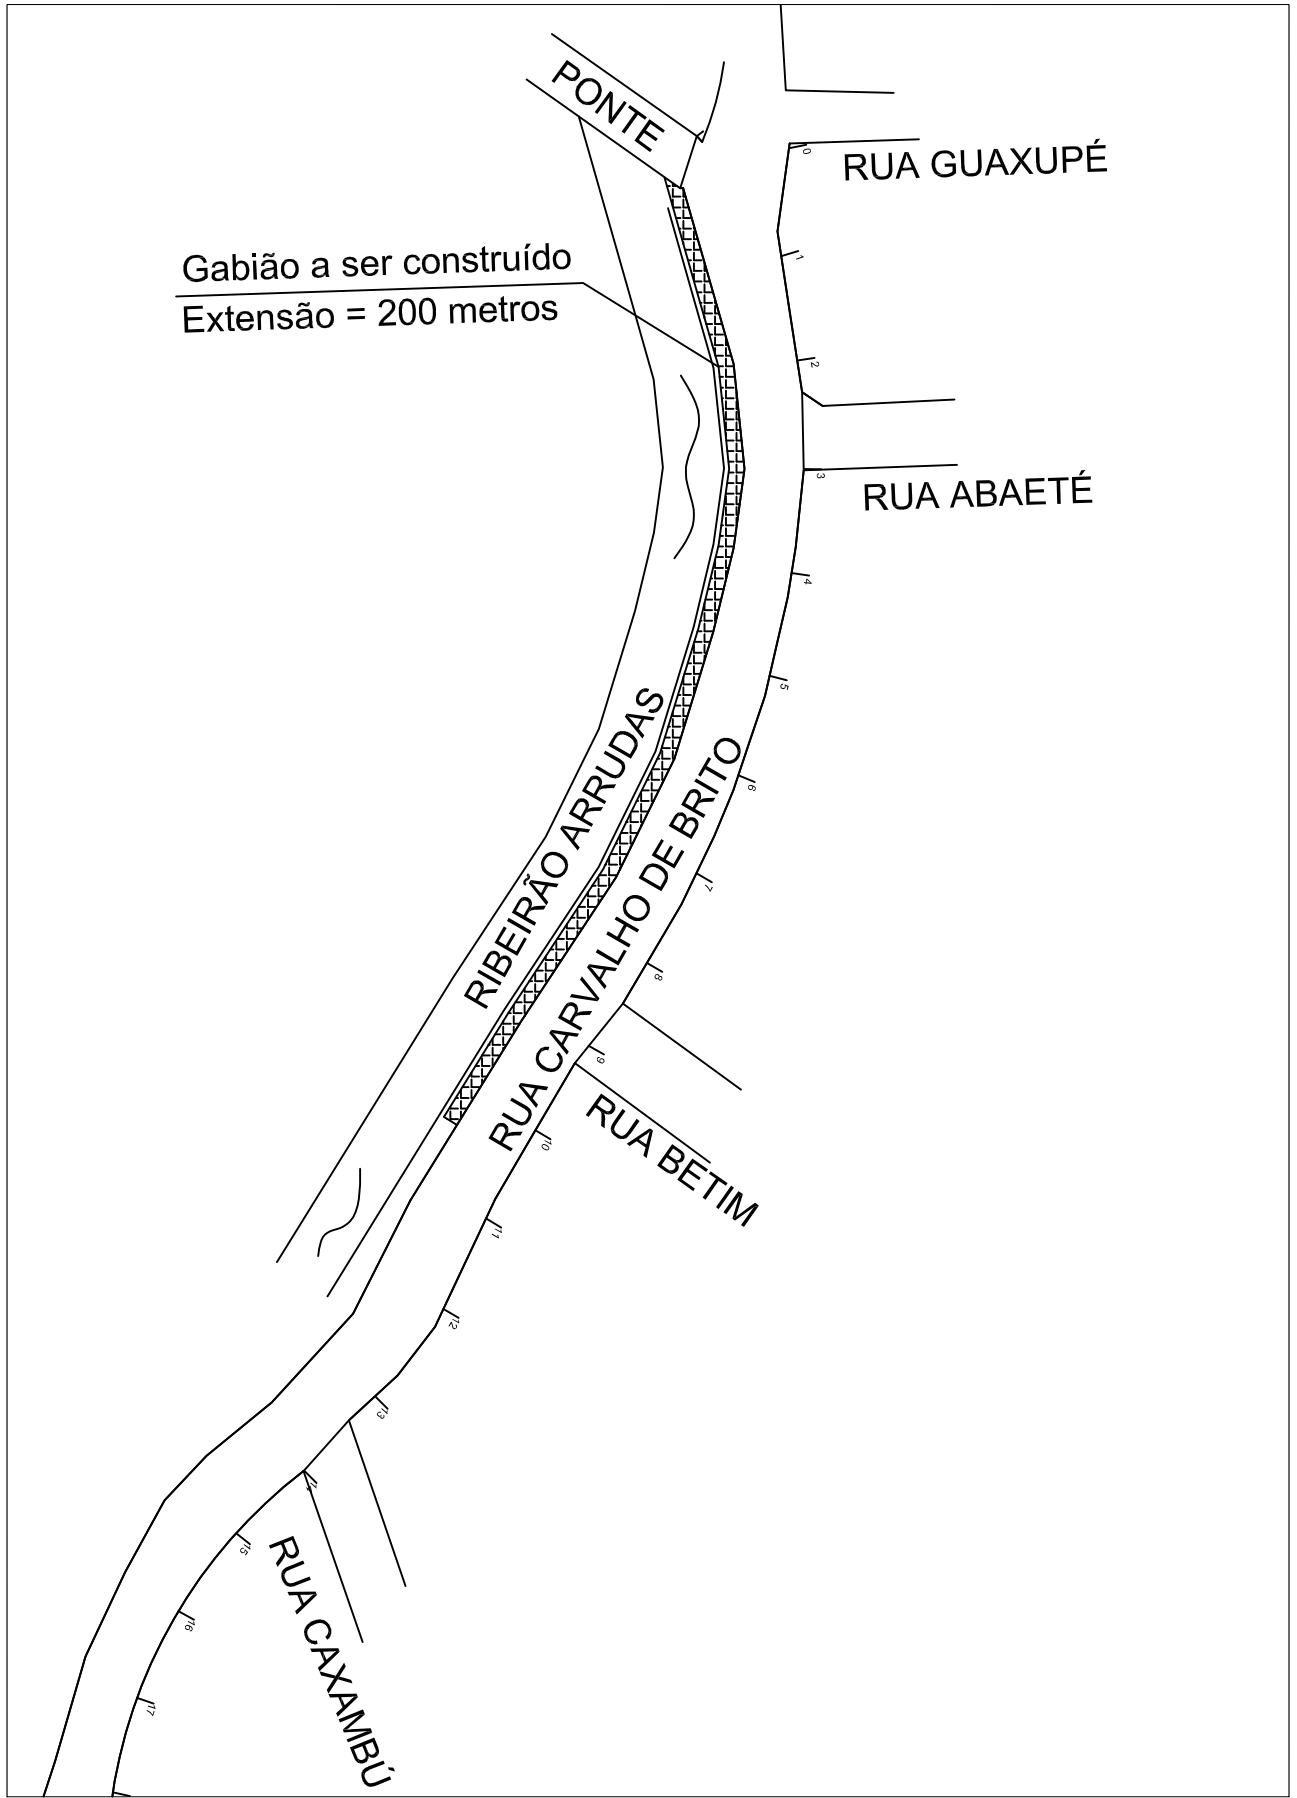 PONTE
0
RUA GUAXUPÉ
1
Gabião a ser construído
Extensão = 200 metros
2
3
RUA ABAETÉ
4
5
RIBEIRÃO ARRUDAS
6
RUA CARVALHO DE BRITO
7
8
9
RUA BETIM
10
11
12
13
14
15
RUA CAXAMBÚ
16
17